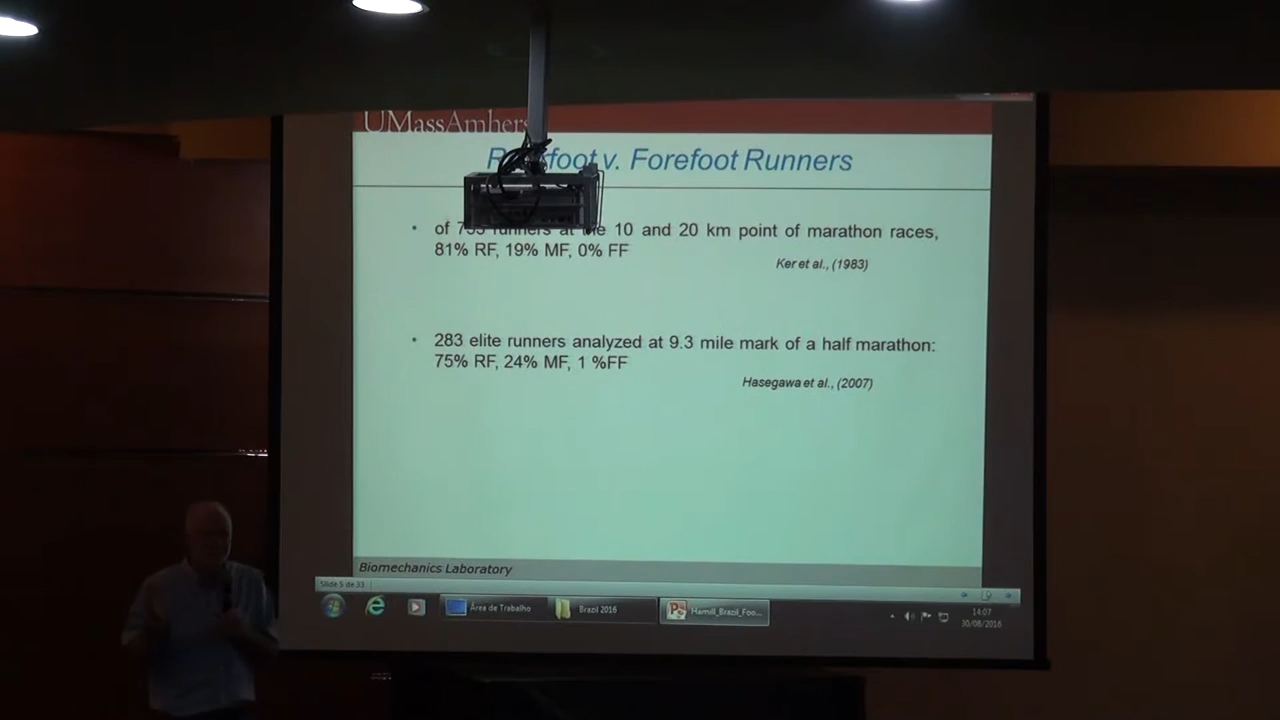 UMassAmherst
v. Forefoot Runners
• of 755 runners at the 10 and 20 km point of marathon races,
81% RF, 19% MF, 0% FF
Ker et al., (1983)
• 283 elite runners analyzed at 9.3 mile mark of a half marathon:
75% RF, 24% MF, 1 %FF
Hasegawa et al., (2007)
Biomechanics Laboratory
Slide 5 de 33
Área de Trabalho
Brazil 2016
Hamill_Brazil_Foo...
14:07
30/08/2016